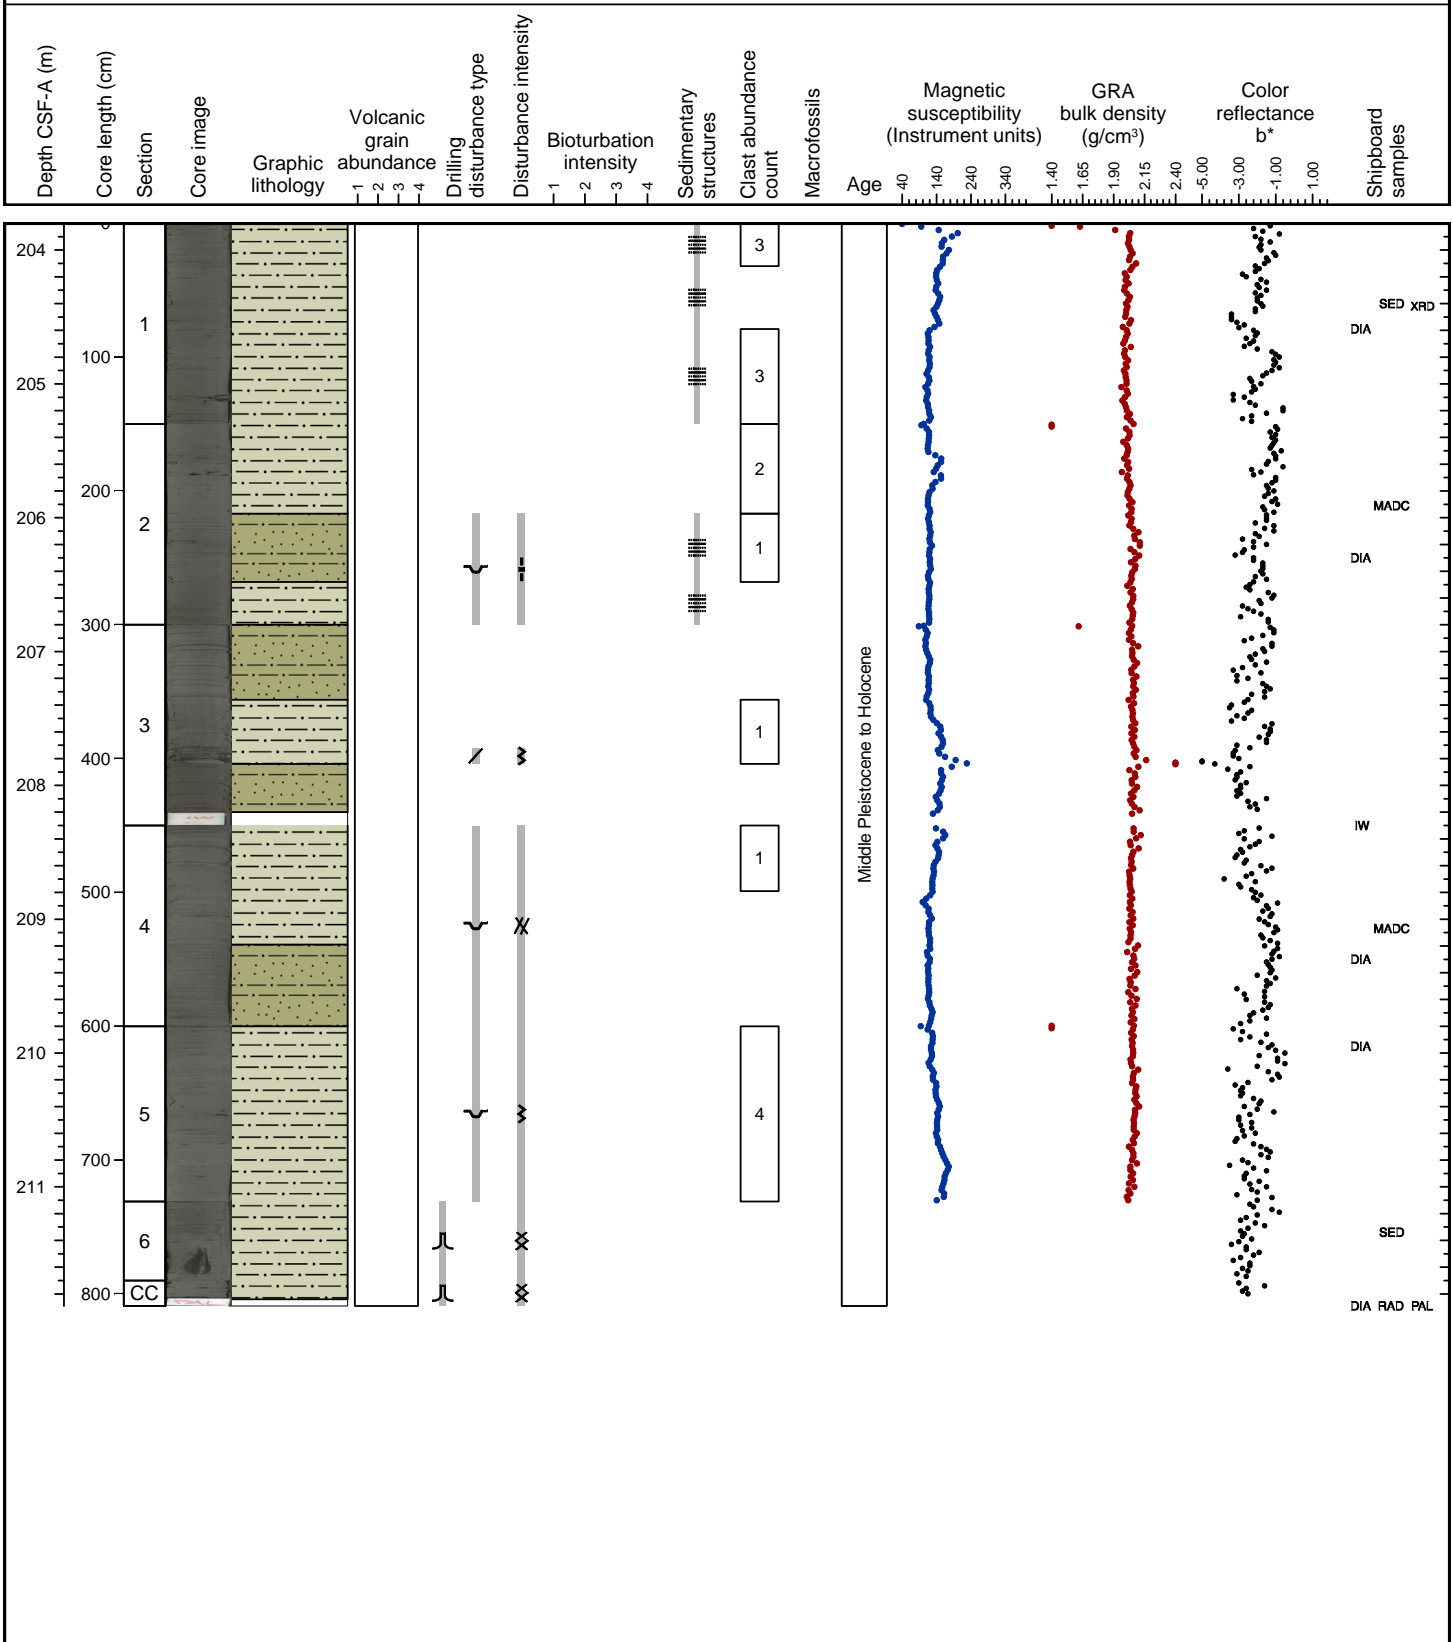 Depth CSF-A (m)
Core length (cm)
Section
Core image
Graphic
lithology
Volcanic
grain
abundance
1 2 3 4
Drilling
disturbance type
Disturbance intensity
Bioturbation
intensity
1 2 3 4
Sedimentary
structures
Clast abundance
count
Macrofossils
Age
Magnetic
susceptibility
(Instrument units)
40 140 240 340
GRA
bulk density
(g/cm³)
1.40 1.65 1.90 2.15 2.40
Color
reflectance
b*
-5.00 -3.00 -1.00 1.00
Shipboard
samples
204
205
206
207
208
209
210
211
0
100
200
300
400
500
600
700
800
1
2
3
4
5
6
CC
3
3
2
1
1
1
4
Middle Pleistocene to Holocene
SED XRD
DIA
MADC
DIA
IW
MADC
DIA
DIA
SED
DIA RAD PAL